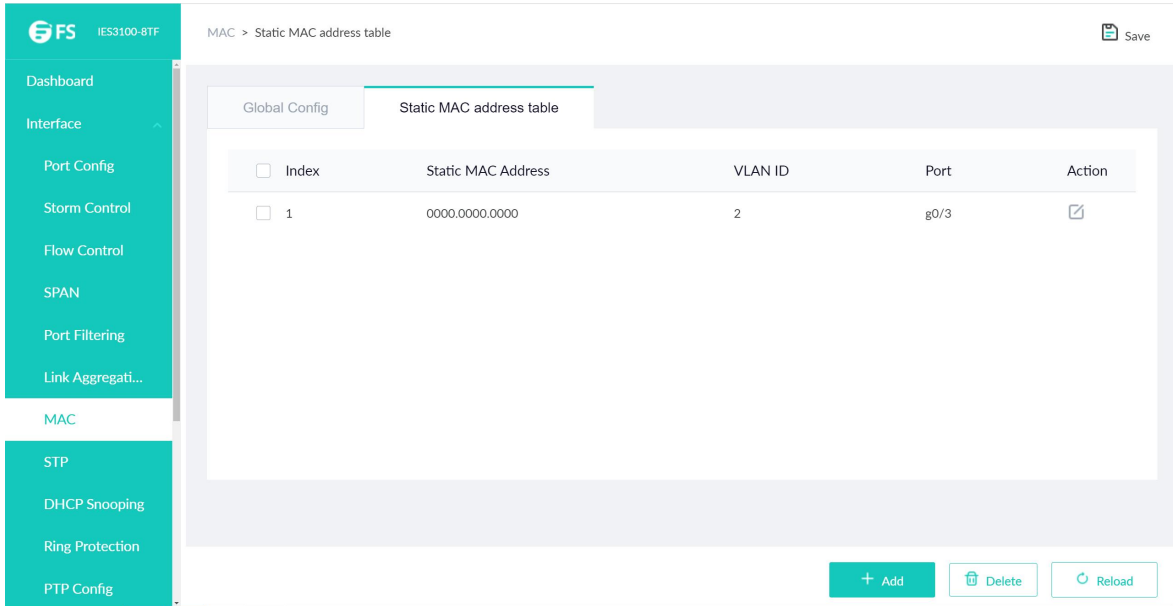 FS IES3100-8TF
MAC > Static MAC address table
Save
Dashboard
Interface
Port Config
Storm Control
Flow Control
SPAN
Port Filtering
Link Aggregati...
MAC
STP
DHCP Snooping
Ring Protection
PTP Config
Global Config Static MAC address table
Index Static MAC Address VLAN ID Port Action
1 0000.0000.0000 2 g0/3
+ Add Delete Reload